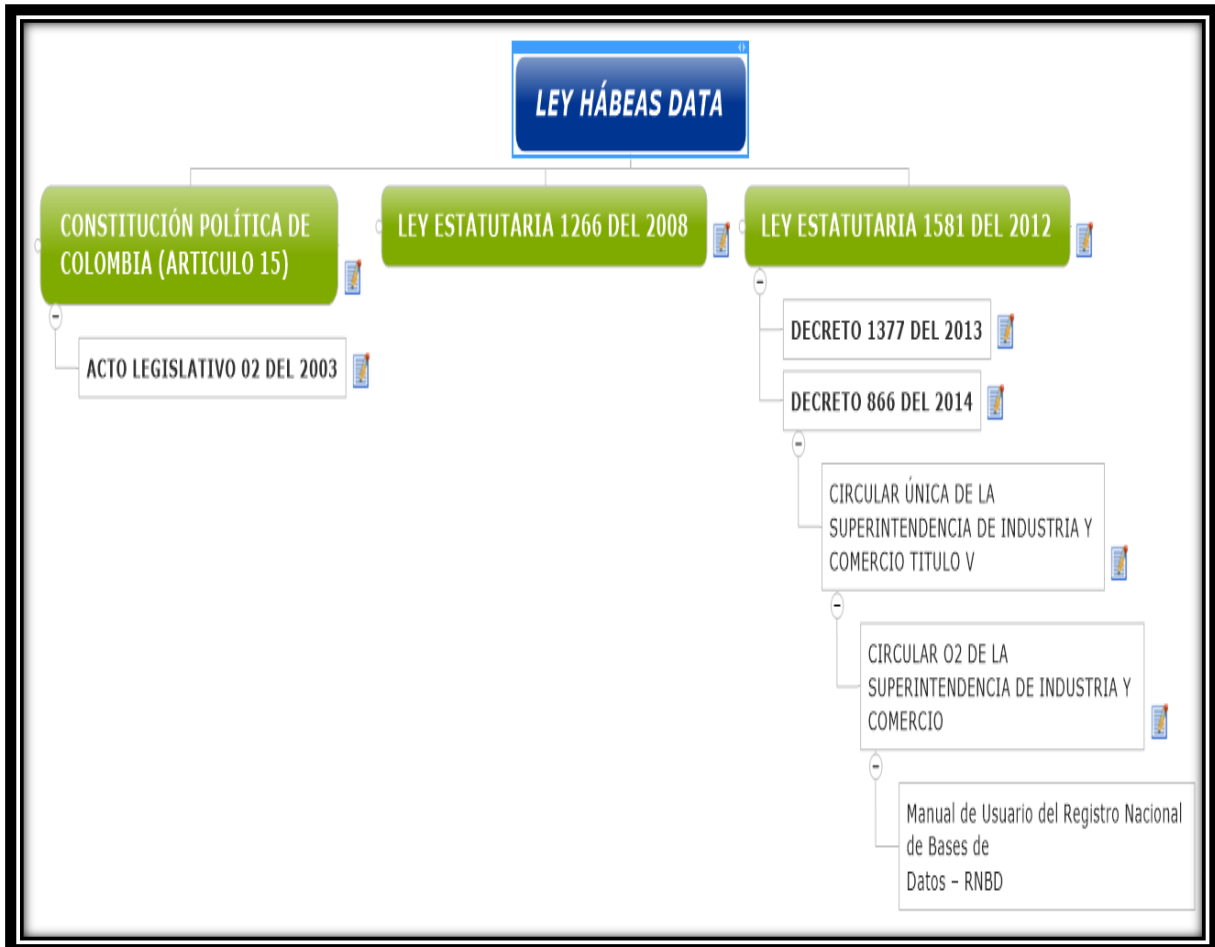 LEY HÁBEAS DATA
CONSTITUCIÓN POLÍTICA DE
COLOMBIA (ARTICULO 15)
ACTO LEGISLATIVO 02 DEL 2003
LEY ESTATUTARIA 1266 DEL 2008
LEY ESTATUTARIA 1581 DEL 2012
DECRETO 1377 DEL 2013
DECRETO 866 DEL 2014
CIRCULAR ÚNICA DE LA
SUPERINTENDENCIA DE INDUSTRIA Y
COMERCIO TITULO V
CIRCULAR O2 DE LA
SUPERINTENDENCIA DE INDUSTRIA Y
COMERCIO
Manual de Usuario del Registro Nacional
de Bases de
Datos – RNBD